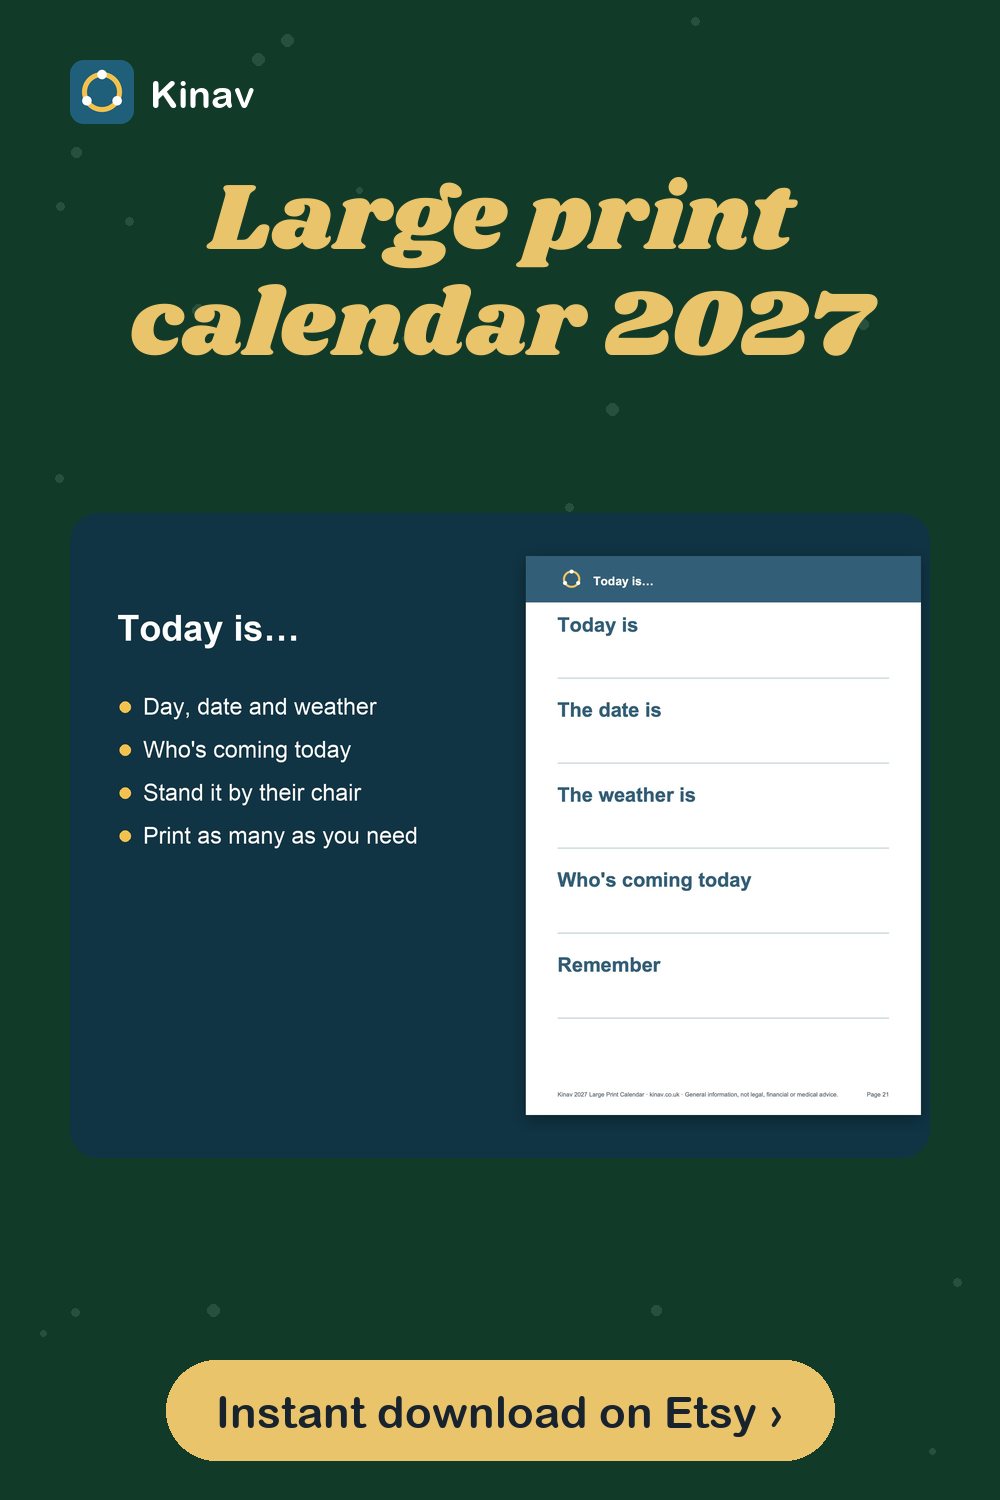 Kinav
Large print
calendar 2027
Today is...
Day, date and weather
Who's coming today
Stand it by their chair
Print as many as you need
Today is...
Today is
The date is
The weather is
Who's coming today
Remember
Kinav 2027 Large Print Calendar · kinav.co.uk · General information, not legal, financial or medical advice. Page 21
Instant download on Etsy ›